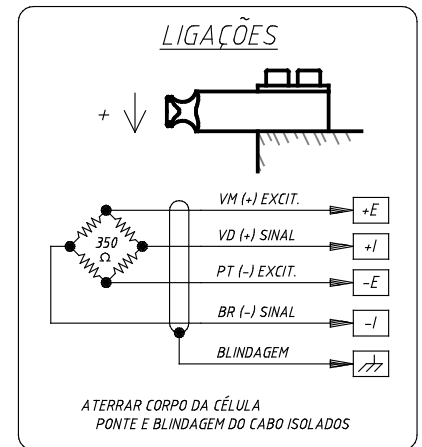 LIGAÇÕES
+
VM (+) EXCIT.
+E
350
Ω
VD (+) SINAL
+I
PT (-) EXCIT.
-E
BR (-) SINAL
-I
BLINDAGEM
ATERRAR CORPO DA CÉLULA
PONTE E BLINDAGEM DO CABO ISOLADOS